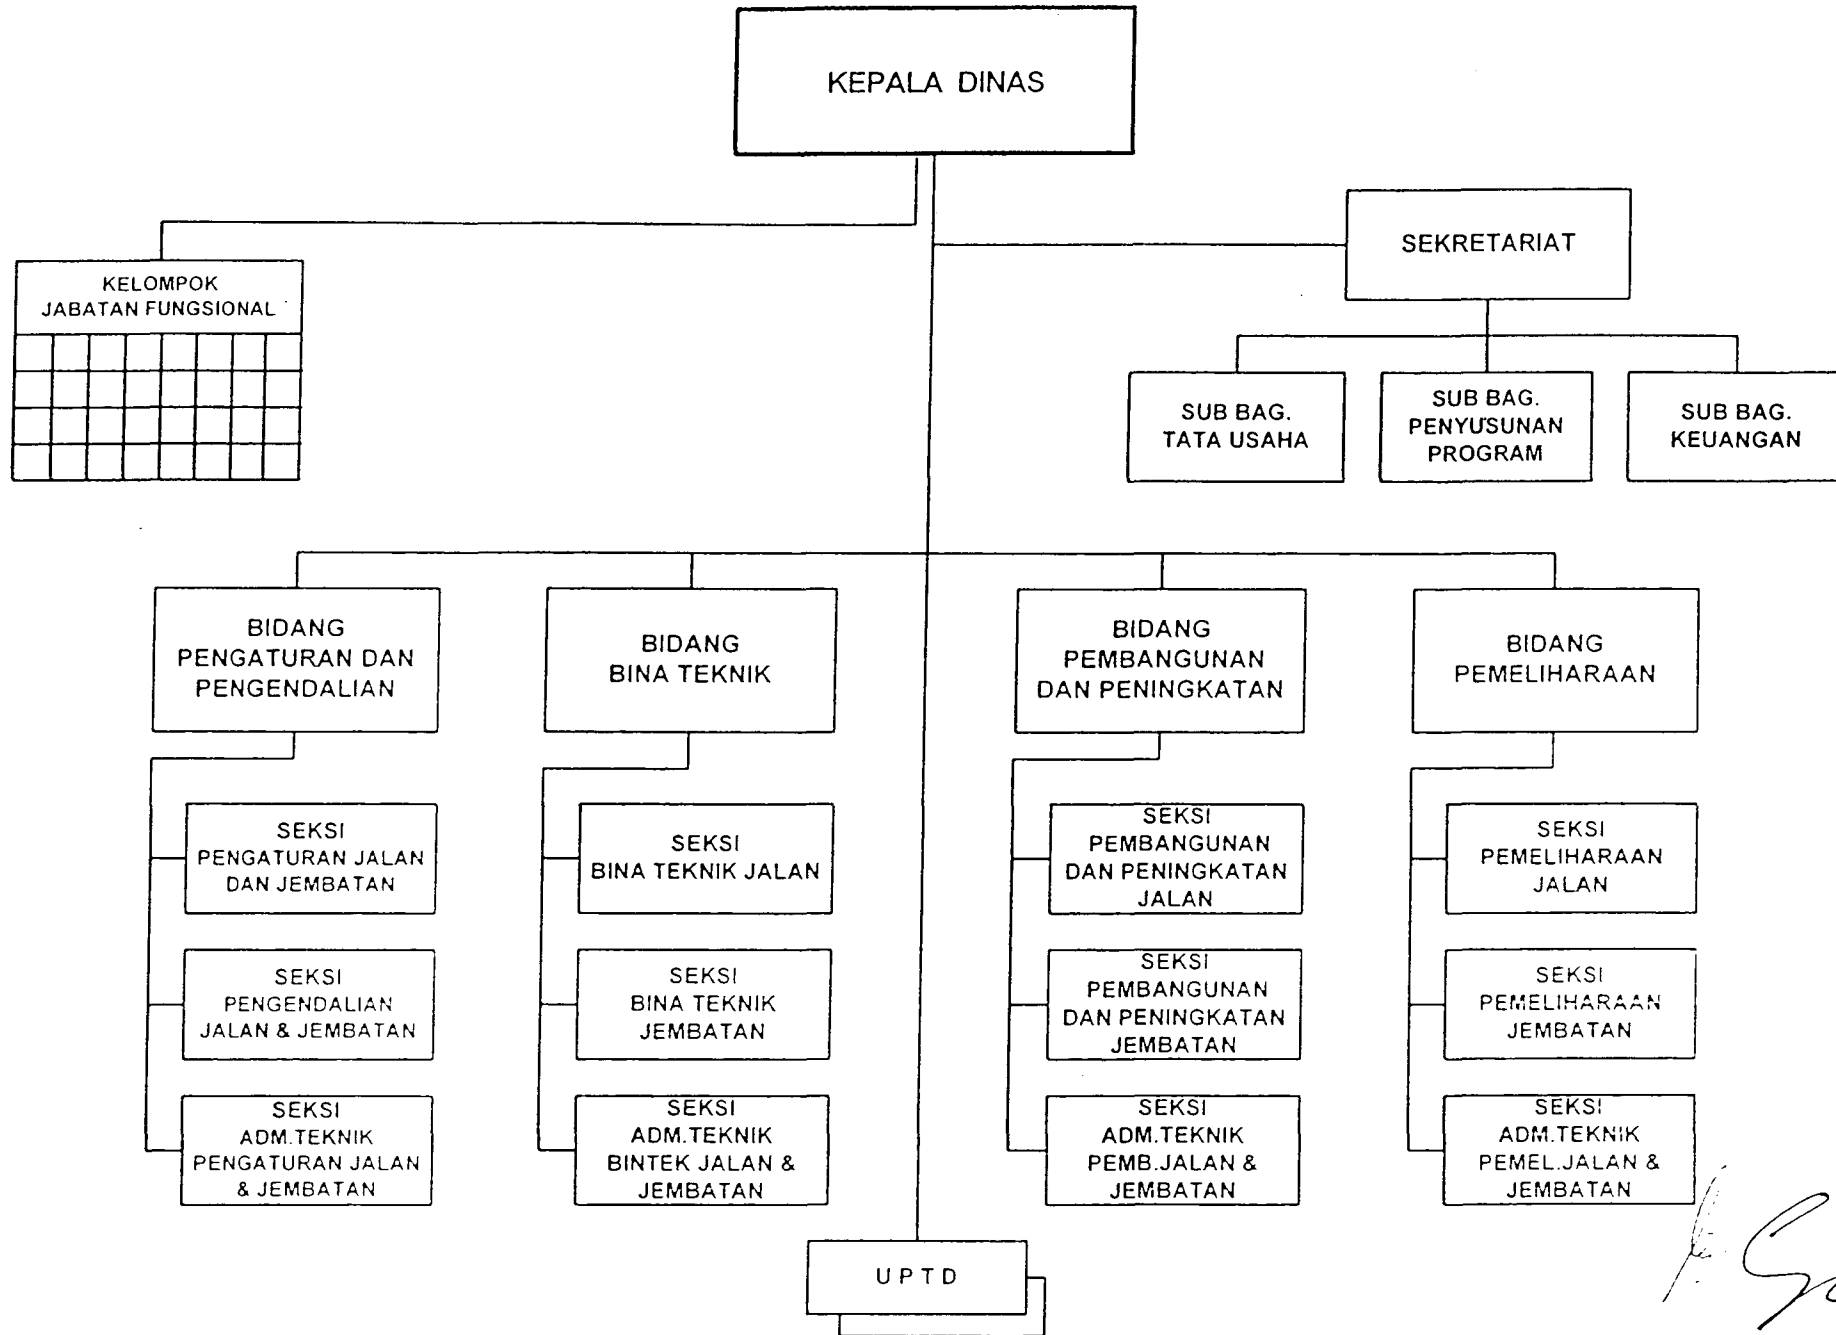 KEPALA DINAS
SEKRETARIAT
KELOMPOK
JABATAN FUNGSIONAL
SUB BAG.
TATA USAHA
SUB BAG.
PENYUSUNAN
PROGRAM
SUB BAG.
KEUANGAN
BIDANG
PENGATURAN DAN
PENGENDALIAN
BIDANG
BINA TEKNIK
BIDANG
PEMBANGUNAN
DAN PENINGKATAN
BIDANG
PEMELIHARAAN
SEKSI
PENGATURAN JALAN
DAN JEMBATAN
SEKSI
BINA TEKNIK JALAN
SEKSI
PEMBANGUNAN
DAN PENINGKATAN
JALAN
SEKSI
PEMELIHARAAN
JALAN
SEKSI
PENGENDALIAN
JALAN & JEMBATAN
SEKSI
BINA TEKNIK
JEMBATAN
SEKSI
PEMBANGUNAN
DAN PENINGKATAN
JEMBATAN
SEKSI
PEMELIHARAAN
JEMBATAN
SEKSI
ADM.TEKNIK
PENGATURAN JALAN
& JEMBATAN
SEKSI
ADM.TEKNIK
BINTEK JALAN &
JEMBATAN
SEKSI
ADM.TEKNIK
PEMB.JALAN &
JEMBATAN
SEKSI
ADM.TEKNIK
PEMEL.JALAN &
JEMBATAN
U P T D